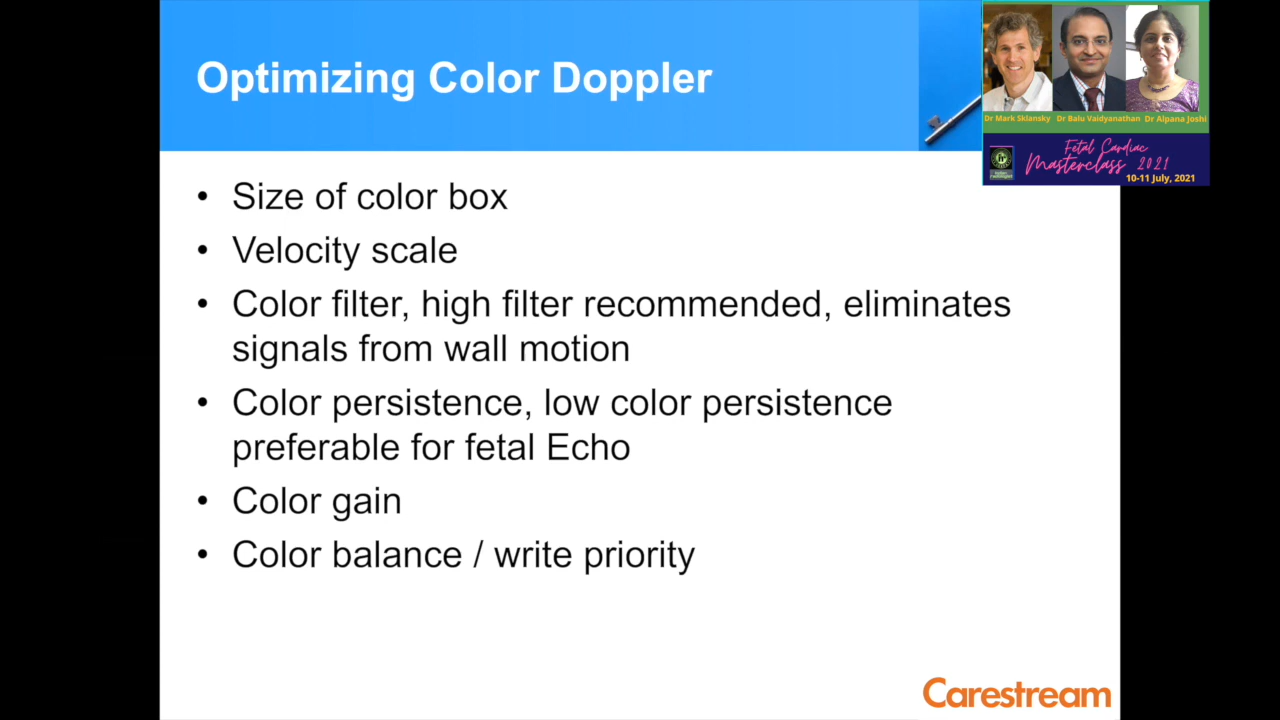 Optimizing Color Doppler
Dr Mark Sklansky Dr Balu Vaidyanathan Dr Alpana Joshi
Fetal Cardiac
Masterclass 2021
10-11 July, 2021
• Size of color box
• Velocity scale
• Color filter, high filter recommended, eliminates
signals from wall motion
• Color persistence, low color persistence
preferable for fetal Echo
• Color gain
• Color balance / write priority
Carestream